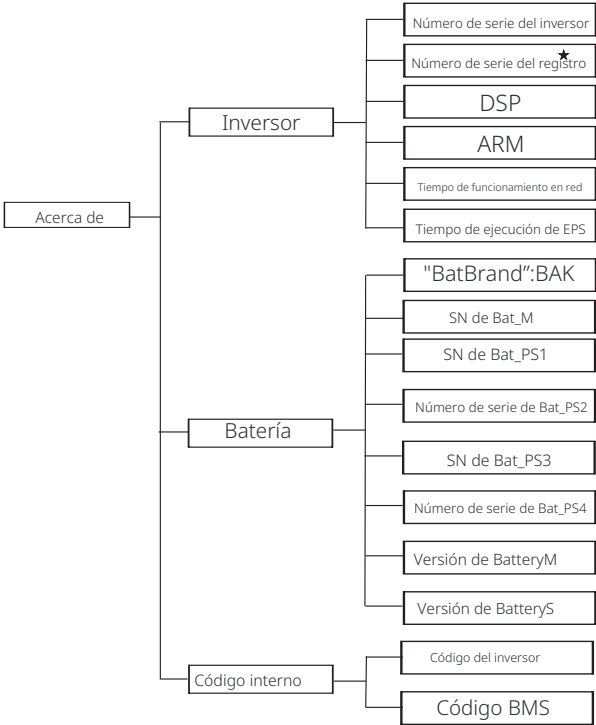 Acerca de
Inversor
Número de serie del inversor
Número de serie del registro
DSP
ARM
Tiempo de funcionamiento en red
Tiempo de ejecución de EPS
Batería
"BatBrand”:BAK
SN de Bat_M
SN de Bat_PS1
Número de serie de Bat_PS2
SN de Bat_PS3
Número de serie de Bat_PS4
Versión de BatteryM
Versión de BatteryS
Código interno
Código del inversor
Código BMS